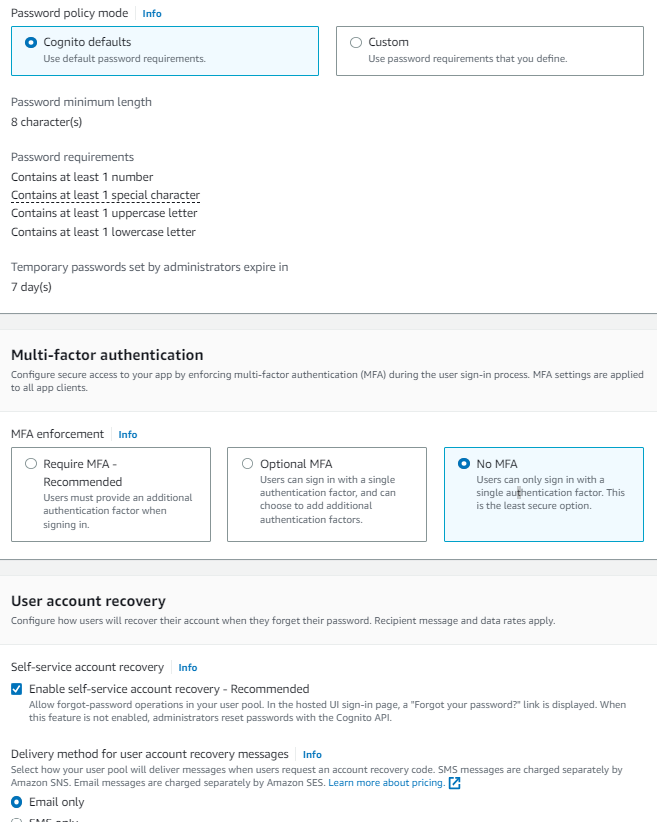 Password policy mode Info
Cognito defaults
Use default password requirements.
Custom
Use password requirements that you define.
Password minimum length
8 character(s)
Password requirements
Contains at least 1 number
Contains at least 1 special character
Contains at least 1 uppercase letter
Contains at least 1 lowercase letter
Temporary passwords set by administrators expire in
7 day(s)
Multi-factor authentication
Configure secure access to your app by enforcing multi-factor authentication (MFA) during the user sign-in process. MFA settings are applied
to all app clients.
MFA enforcement Info
Require MFA -
Recommended
Users must provide an additional
authentication factor when
signing in.
Optional MFA
Users can sign in with a single
authentication factor, and can
choose to add additional
authentication factors.
No MFA
Users can only sign in with a
single authentication factor. This
is the least secure option.
User account recovery
Configure how users will recover their account when they forget their password. Recipient message and data rates apply.
Self-service account recovery Info
Enable self-service account recovery - Recommended
Allow forgot-password operations in your user pool. In the hosted UI sign-in page, a "Forgot your password?" link is displayed. When
this feature is not enabled, administrators reset passwords with the Cognito API.
Delivery method for user account recovery messages Info
Select how your user pool will deliver messages when users request an account recovery code. SMS messages are charged separately by
Amazon SNS. Email messages are charged separately by Amazon SES. Learn more about pricing.
Email only
SMS only